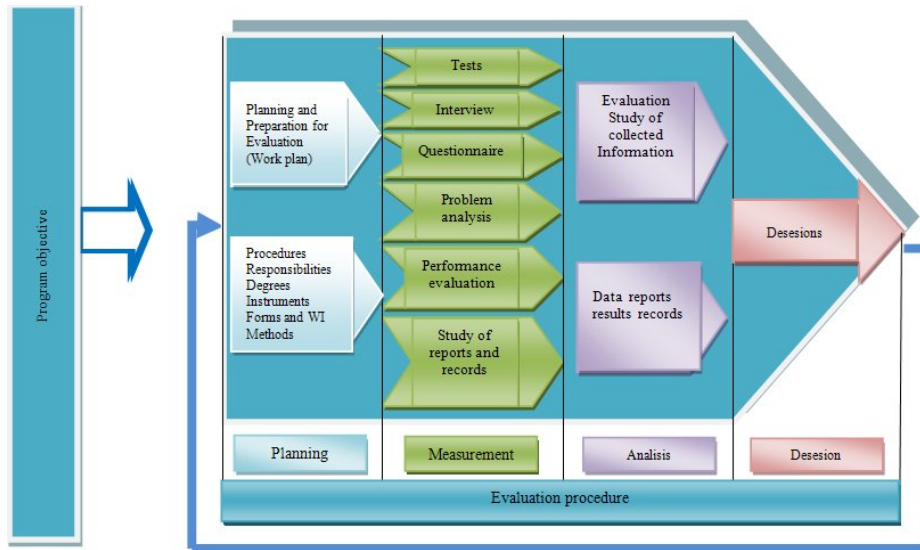 Program objective
Planning and
Preparation for
Evaluation
(Work plan)
Procedures
Responsibilities
Degrees
Instruments
Forms and WI
Methods
Tests
Interview
Questionnaire
Problem
analysis
Performance
evaluation
Study of
reports and
records
Evaluation
Study of
collected
Information
Data reports
results records
Desesions
Planning
Measurement
Analisis
Desesion
Evaluation procedure